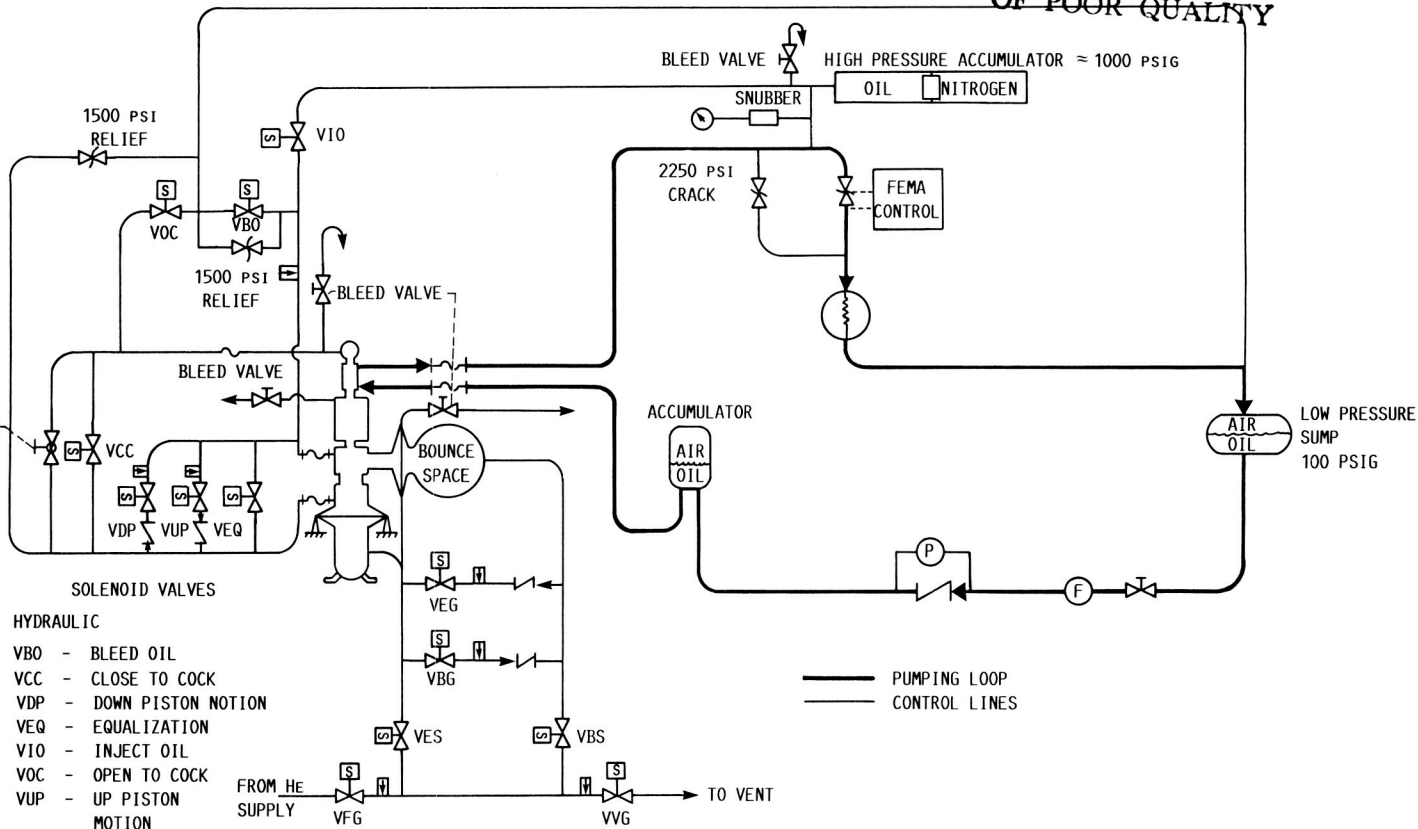 OF POOR QUALITY
BLEED VALVE
HIGH PRESSURE ACCUMULATOR ≈ 1000 PSIG
OIL
NITROGEN
SNUBBER
1500 PSI
RELIEF
S
VIO
2250 PSI
CRACK
FEMA
CONTROL
S
VOC
S
VBO
1500 PSI
RELIEF
BLEED VALVE
BLEED VALVE
ACCUMULATOR
AIR
OIL
AIR
OIL
LOW PRESSURE
SUMP
100 PSIG
S
VCC
BOUNCE
SPACE
S
VDP
S
VUP
S
VEQ
P
F
S
VEG
S
VBG
S
VES
S
VBS
FROM HE
SUPPLY
S
VFG
S
VVG
TO VENT
PUMPING LOOP
CONTROL LINES
SOLENOID VALVES
HYDRAULIC
VBO - BLEED OIL
VCC - CLOSE TO COCK
VDP - DOWN PISTON NOTION
VEQ - EQUALIZATION
VIO - INJECT OIL
VOC - OPEN TO COCK
VUP - UP PISTON
MOTION